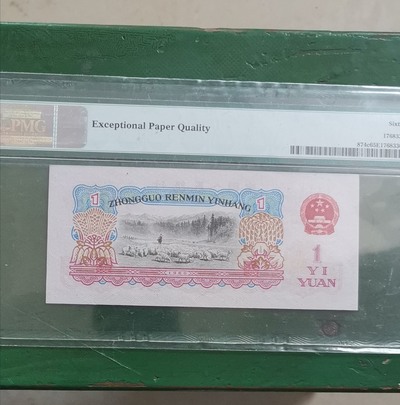 PMG
Exceptional Paper Quality
ZHONGGUO RENMIN YINHANG
1
1
1
YI
YUAN